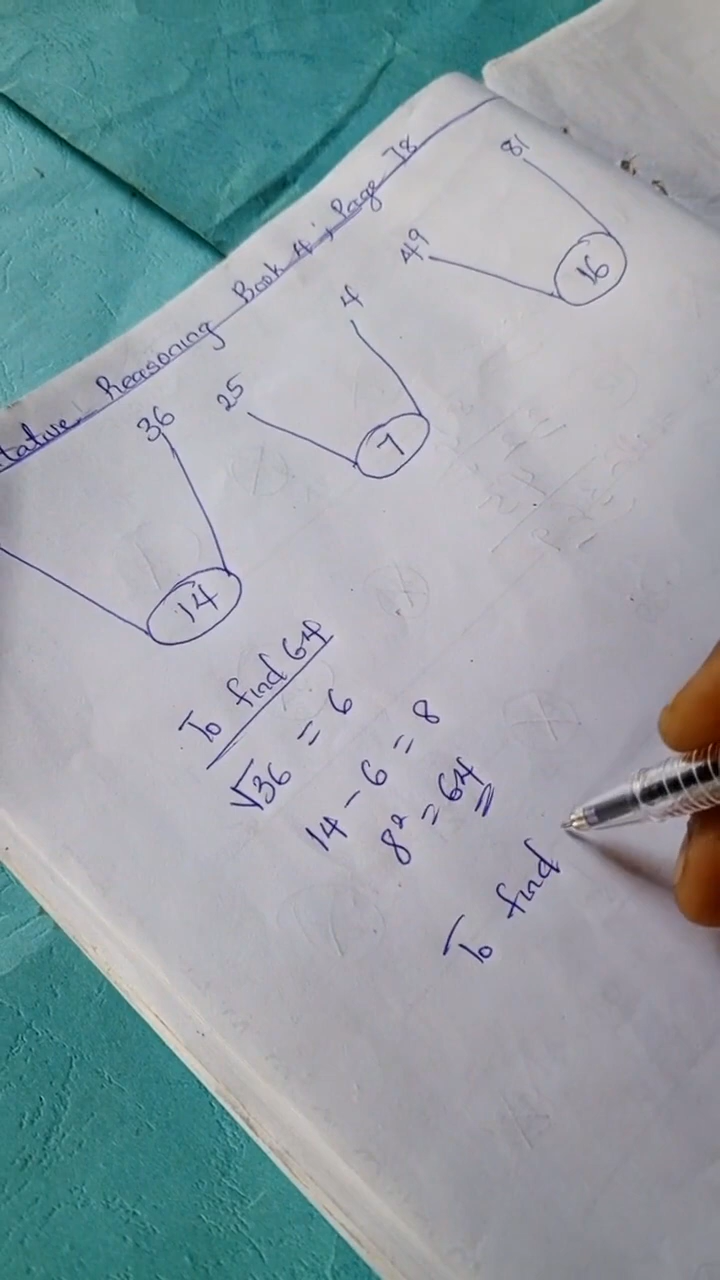 Reasoning Book 4; Page 78
36
14
25 4
7
49 81
16
To find 64
√36 = 6
14 - 6 = 8
8² = 64
To find